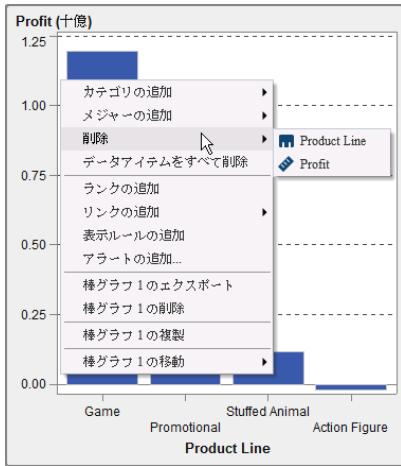 Profit (十億)
1.25
1.00
0.75
0.50
0.25
0.00
カテゴリの追加
メジャーの追加
削除
データアイテムをすべて削除
ランクの追加
リンクの追加
表示ルールの追加
アラートの追加...
棒グラフ1のエクスポート
棒グラフ1の削除
棒グラフ1の複製
棒グラフ1の移動
Product Line
Profit
Game
Promotional
Stuffed Animal
Action Figure
Product Line